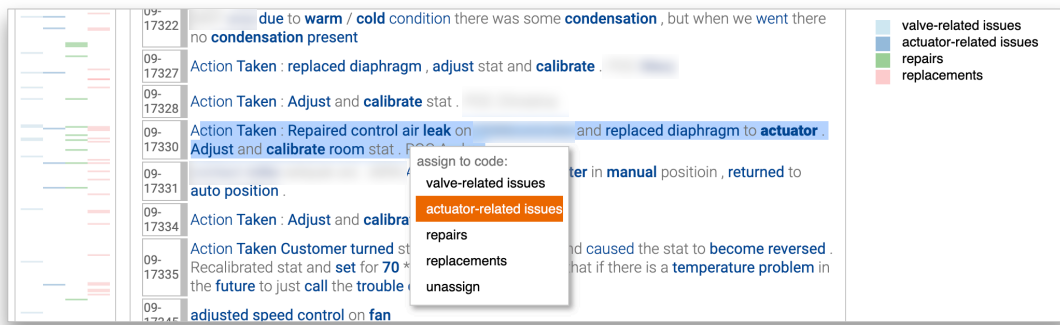 09-17322
due to warm / cold condition there was some condensation , but when we went there
no condensation present
09-17327
Action Taken : replaced diaphragm , adjust stat and calibrate .
09-17328
Action Taken : Adjust and calibrate stat .
09-17330
Action Taken : Repaired control air leak on and replaced diaphragm to actuator .
Adjust and calibrate room stat .
09-17331
in manual positioin , returned to
auto position .
09-17334
Action Taken : Adjust and
09-17335
Action Taken Customer turned caused the stat to become reversed .
Recalibrated stat and set for 70 * if there is a temperature problem in
the future to just call the trouble
09-17345
adjusted speed control on fan
assign to code:
valve-related issues
actuator-related issues
repairs
replacements
unassign
valve-related issues
actuator-related issues
repairs
replacements